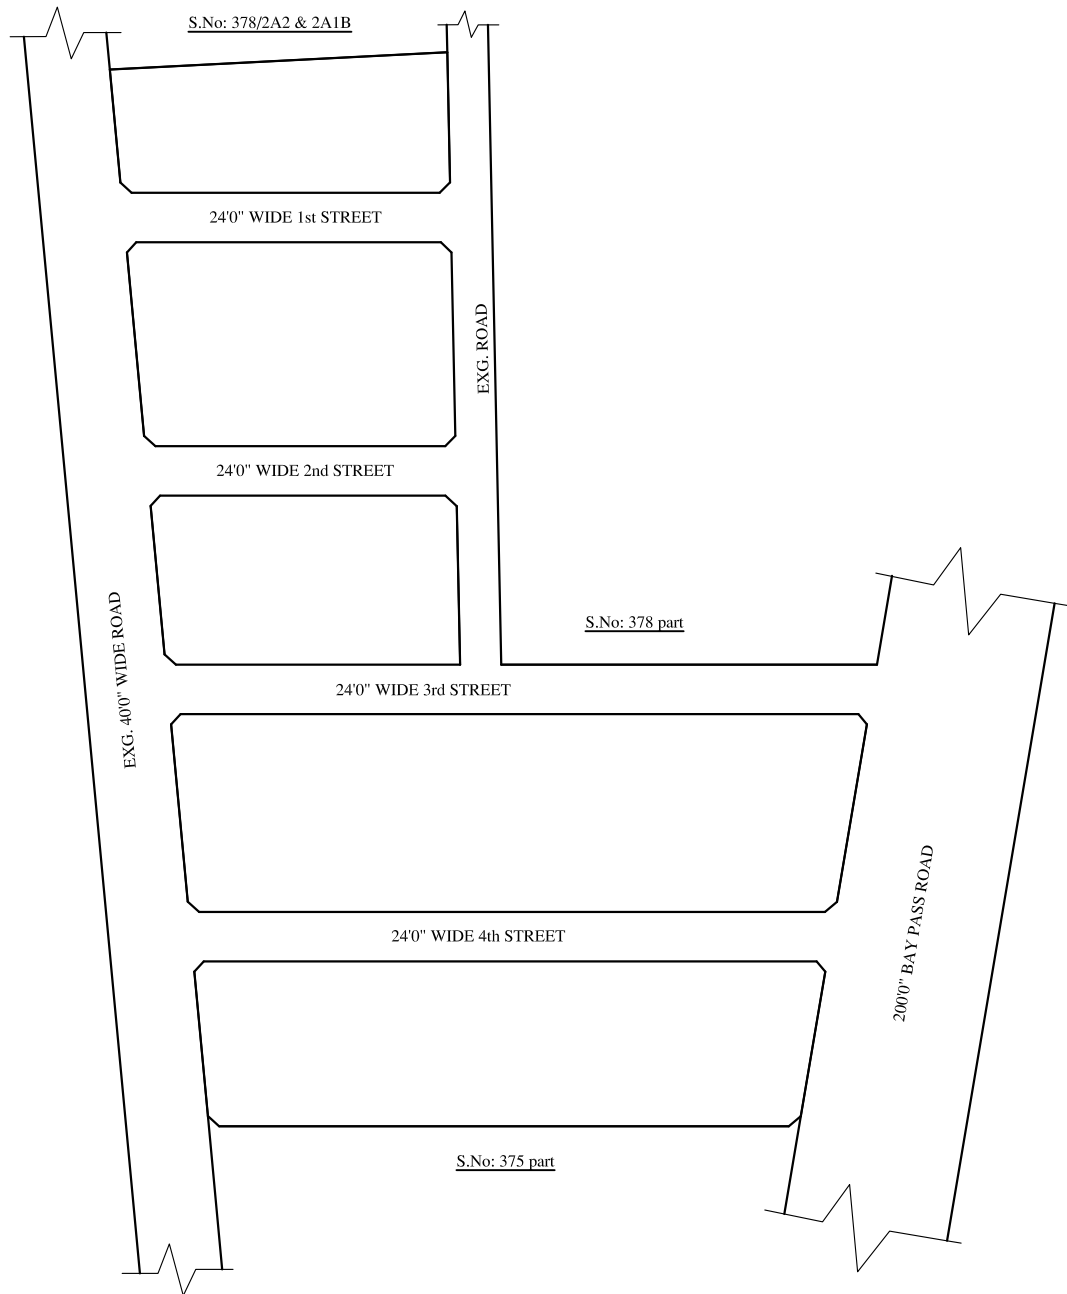 S.No: 378/2A2 & 2A1B
24'0" WIDE 1st STREET
EXG. ROAD
24'0" WIDE 2nd STREET
EXG. 40'0" WIDE ROAD
S.No: 378 part
24'0" WIDE 3rd STREET
200'0" BAY PASS ROAD
24'0" WIDE 4th STREET
S.No: 375 part